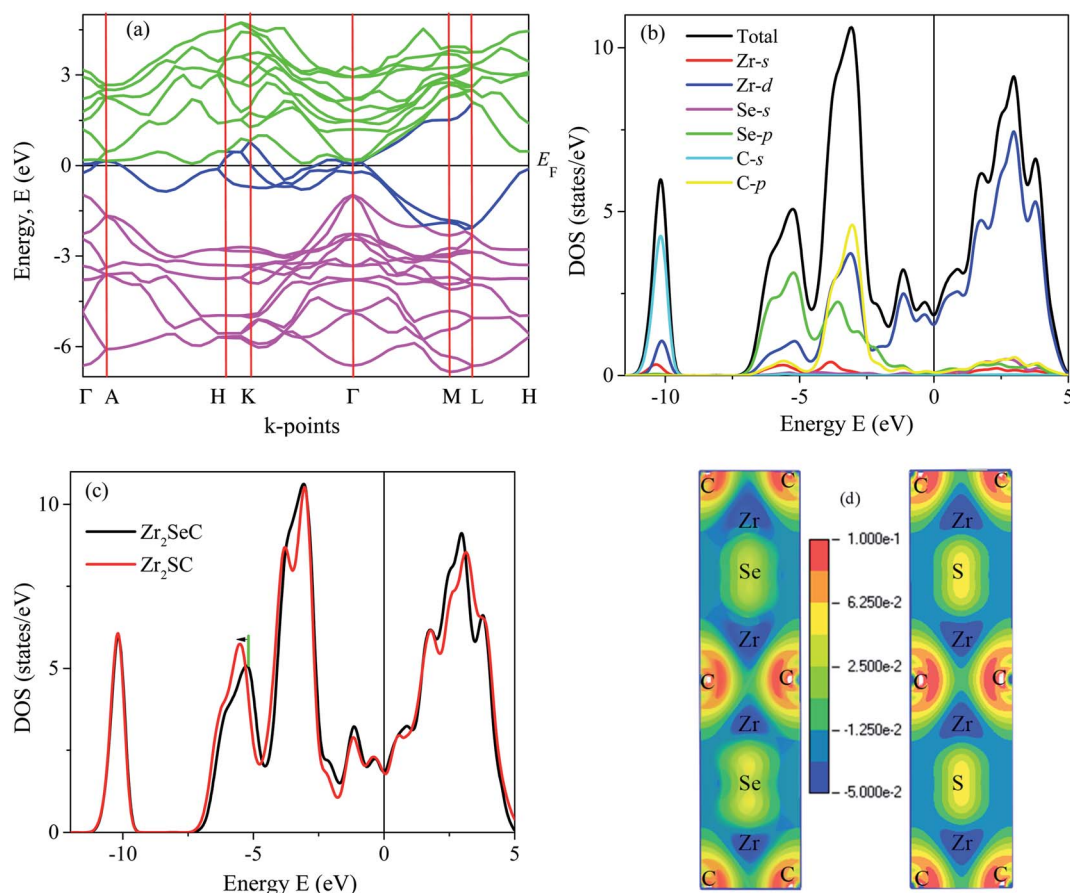 (a)
3
0
-3
-6
Energy, E (eV)
E_F
Γ A H K Γ M L H
k-points
(b)
10
5
0
DOS (states/eV)
Total
Zr-s
Zr-d
Se-s
Se-p
C-s
C-p
-10 -5 0 5
Energy E (eV)
(c)
10
5
0
DOS (states/eV)
Zr₂SeC
Zr₂SC
-10 -5 0 5
Energy E (eV)
(d)
C C
Zr
Se
Zr
C C
Zr
Se
Zr
C C
1.000e-1
6.250e-2
2.500e-2
-1.250e-2
-5.000e-2
C C
Zr
S
Zr
C C
Zr
S
Zr
C C